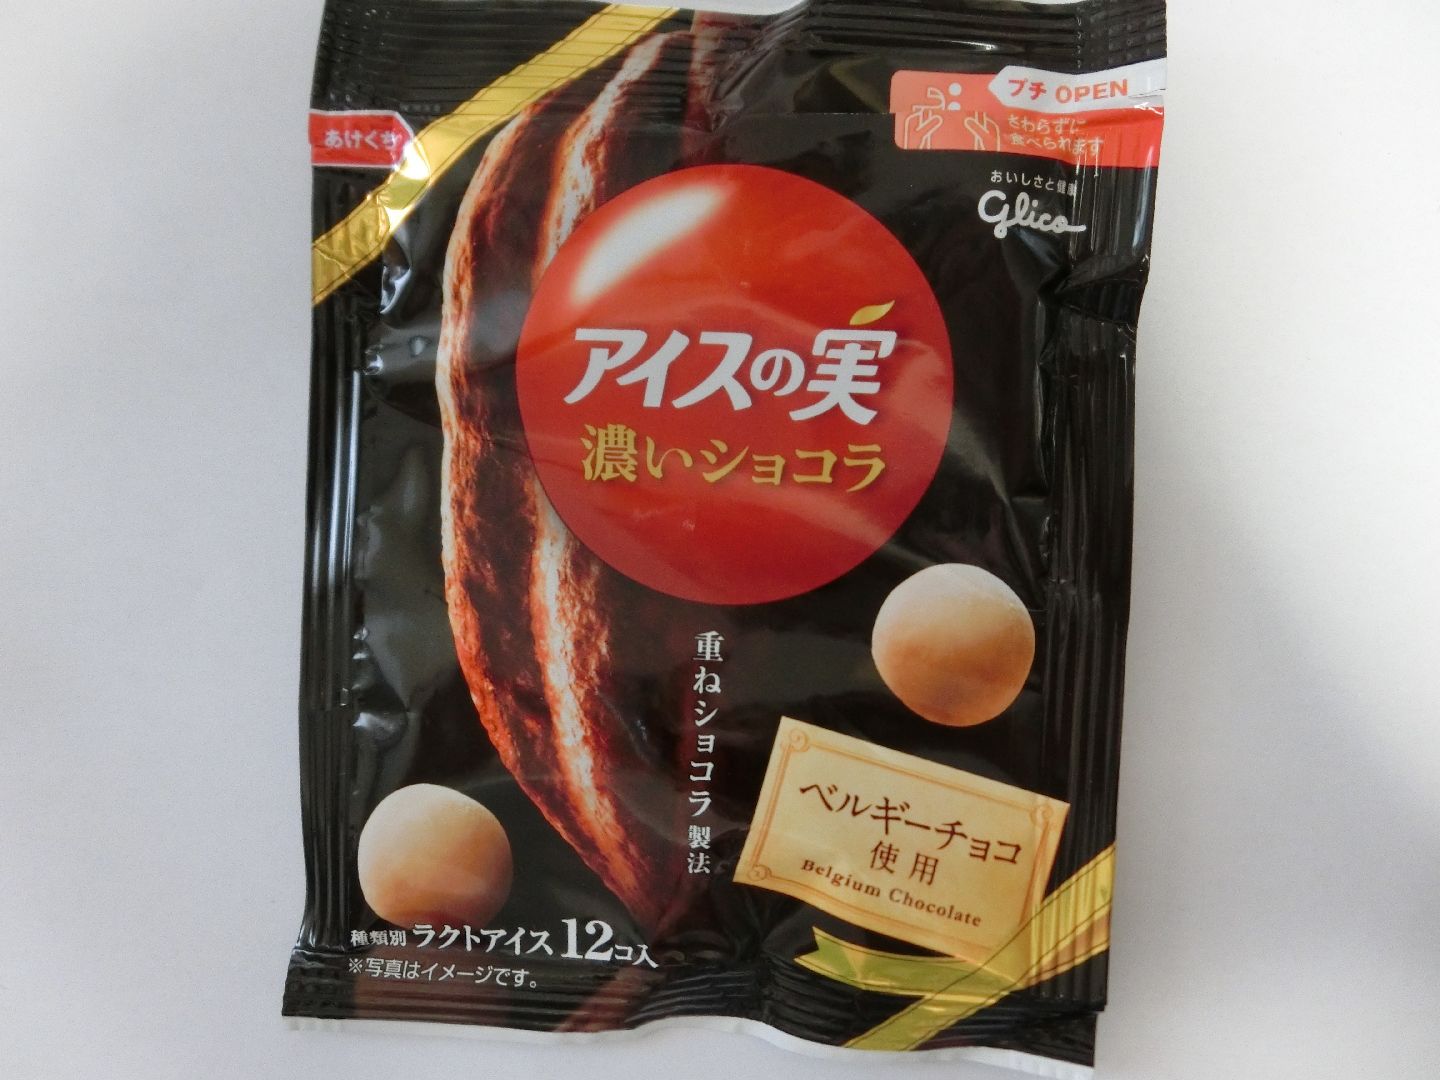 プチ OPEN
あけくち
さわらずに
食べられます
おいしさと健康
glico
アイスの実
濃いショコラ
重ねショコラ製法
ベルギーチョコ
使用
Belgium Chocolate
種類別 ラクトアイス 12コ入
※写真はイメージです。